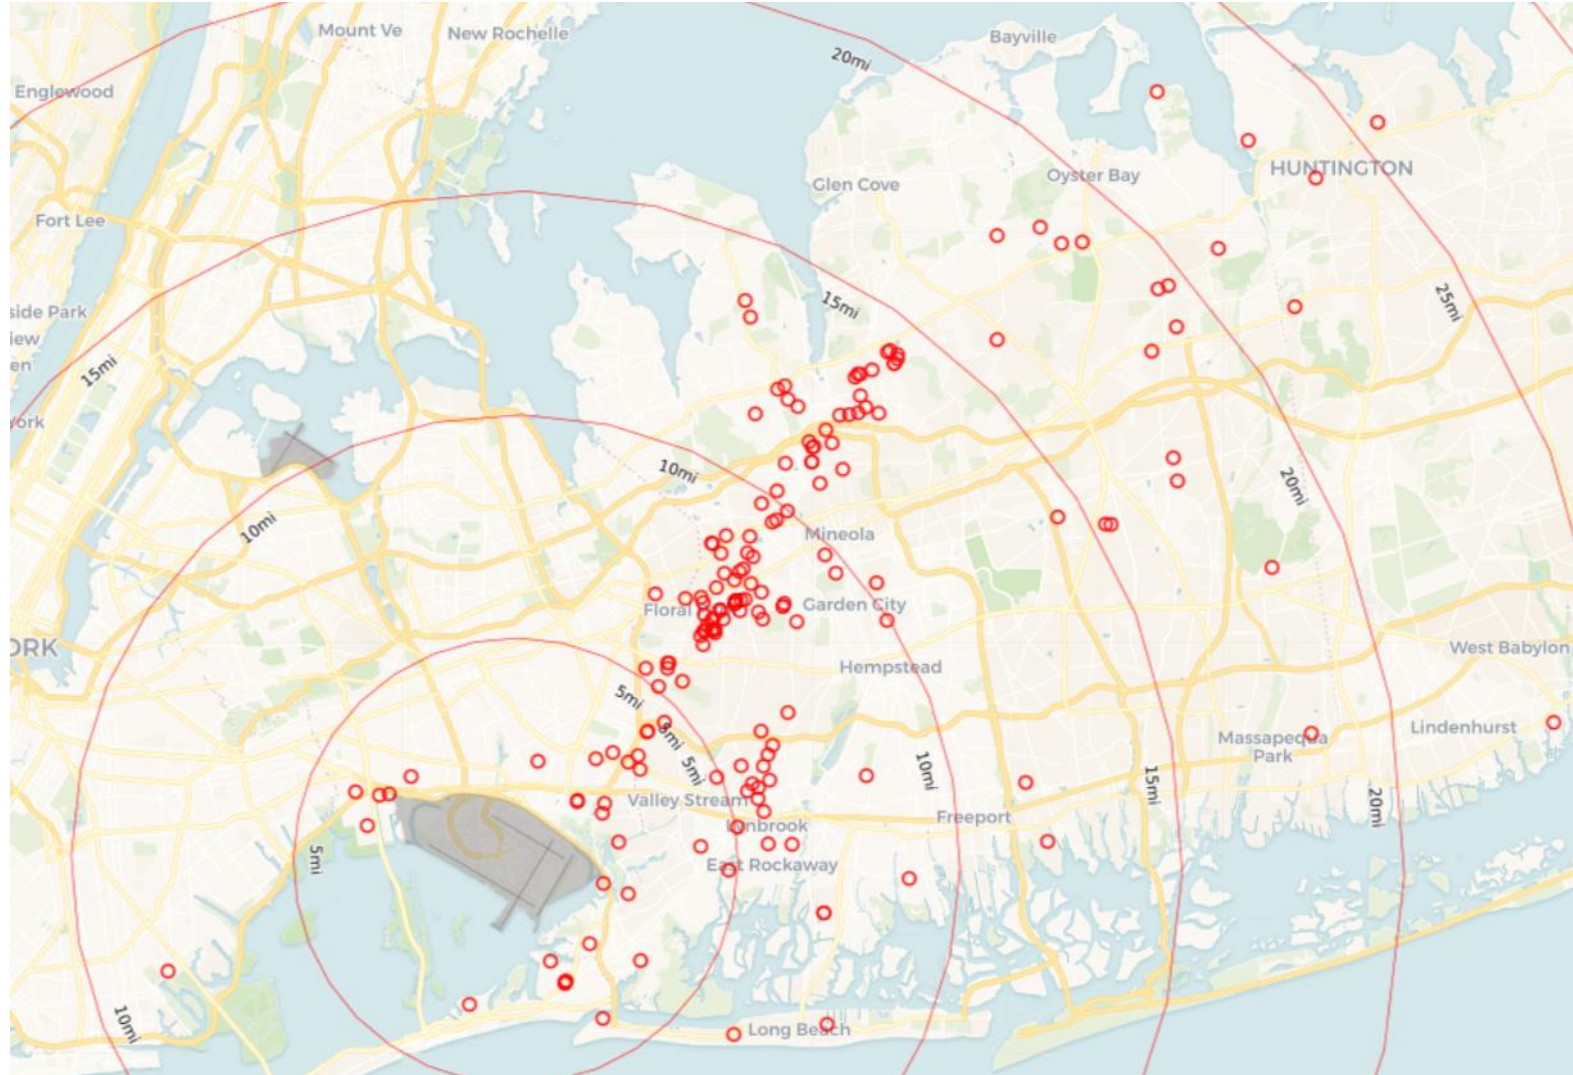 Mount Ve
New Rochelle
Bayville
20mi
Englewood
HUNTINGTON
Oyster Bay
Glen Cove
Fort Lee
side Park
iew
en
15mi
25mi
15mi
York
10mi
20mi
10mi
Mineola
Floral
Garden City
ORK
West Babylon
Hempstead
5mi
Lindenhurst
5mi
Massapequa
Park
5mi
10mi
15mi
20mi
Valley Stream
Freeport
Lynbrook
5mi
East Rockaway
10mi
Long Beach